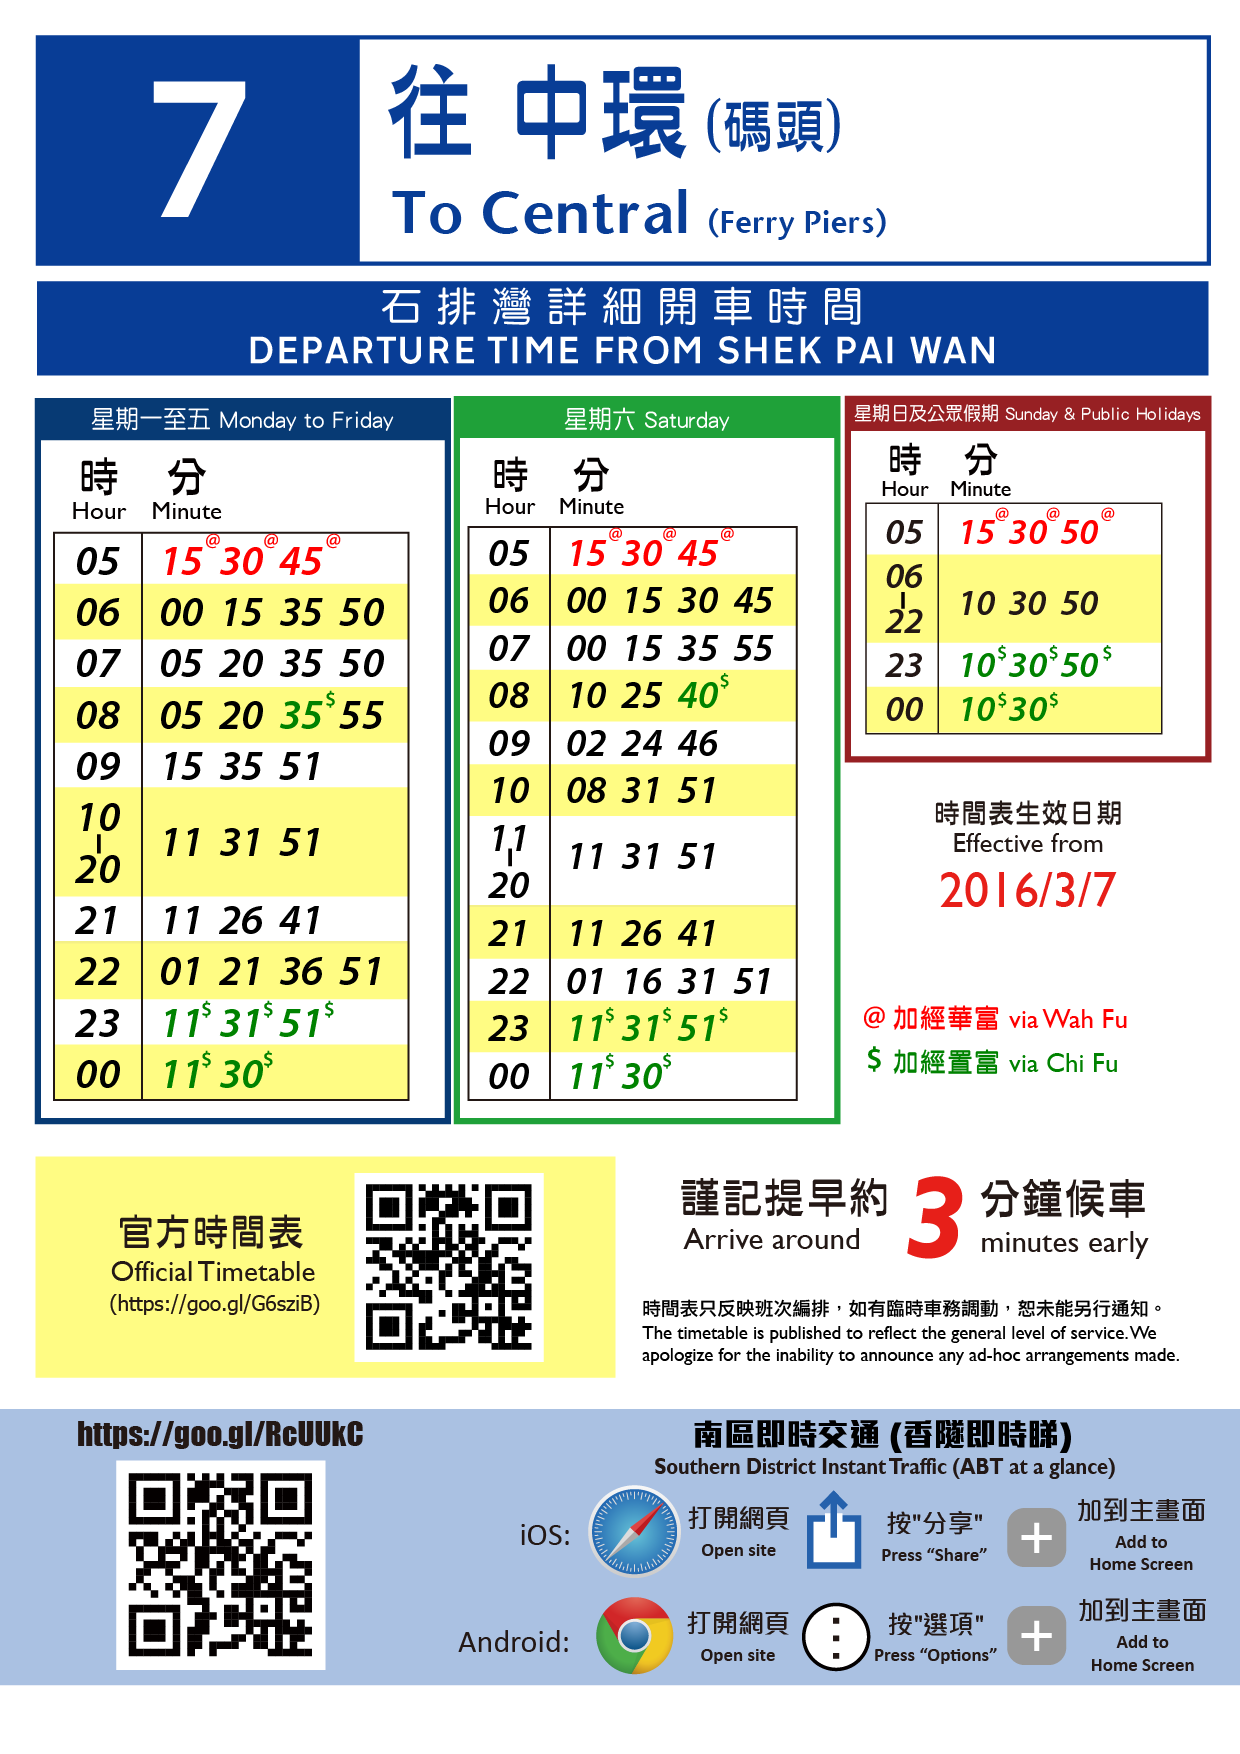 7
往 中環 (碼頭)
To Central (Ferry Piers)
石排灣詳細開車時間
DEPARTURE TIME FROM SHEK PAI WAN
星期一至五 Monday to Friday
時 分
Hour Minute
05 15@ 30@ 45@
06 00 15 35 50
07 05 20 35 50
08 05 20 35$ 55
09 15 35 51
10
-
20
11 31 51
21 11 26 41
22 01 21 36 51
23 11$ 31$ 51$
00 11$ 30$
星期六 Saturday
時 分
Hour Minute
05 15@ 30@ 45@
06 00 15 30 45
07 00 15 35 55
08 10 25 40$
09 02 24 46
10 08 31 51
11
-
20
11 31 51
21 11 26 41
22 01 16 31 51
23 11$ 31$ 51$
00 11$ 30$
星期日及公眾假期 Sunday & Public Holidays
時 分
Hour Minute
05 15@ 30@ 50@
06
-
22
10 30 50
23 10$ 30$ 50$
00 10$ 30$
時間表生效日期
Effective from
2016/3/7
@ 加經華富 via Wah Fu
$ 加經置富 via Chi Fu
官方時間表
Official Timetable
(https://goo.gl/G6sziB)
謹記提早約 3 分鐘候車
Arrive around minutes early
時間表只反映班次編排，如有臨時車務調動，恕未能另行通知。
The timetable is published to reflect the general level of service. We
apologize for the inability to announce any ad-hoc arrangements made.
https://goo.gl/RcUUkC
南區即時交通 (香隧即時睇)
Southern District Instant Traffic (ABT at a glance)
iOS:
打開網頁
Open site
按"分享"
Press “Share”
加到主畫面
Add to
Home Screen
Android:
打開網頁
Open site
按"選項"
Press “Options”
加到主畫面
Add to
Home Screen